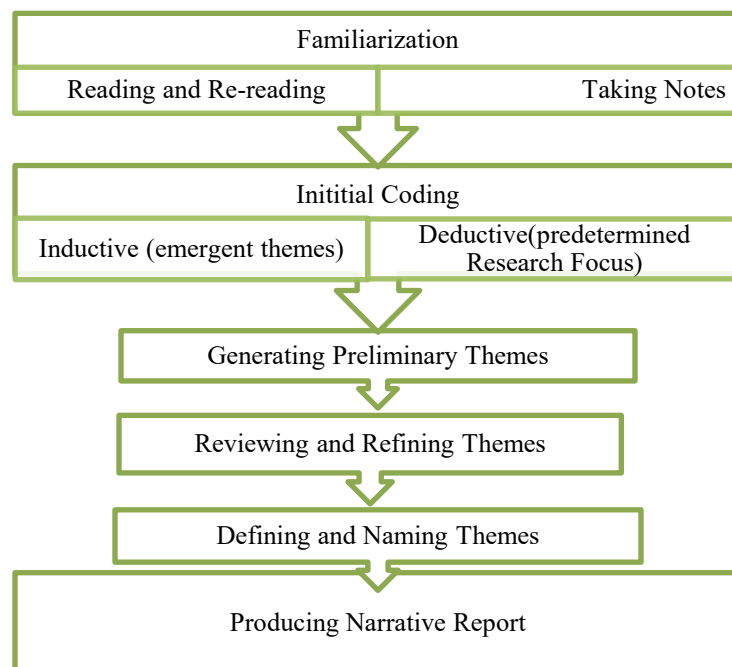 Familiarization
Reading and Re-reading
Taking Notes
Inititial Coding
Inductive (emergent themes)
Deductive(predetermined
Research Focus)
Generating Preliminary Themes
Reviewing and Refining Themes
Defining and Naming Themes
Producing Narrative Report